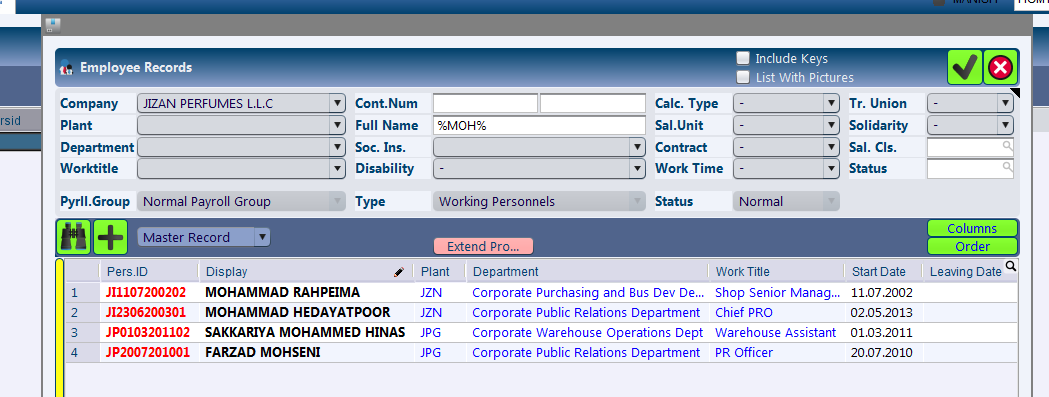 rsid
Employee Records
Include Keys
List With Pictures
Company JIZAN PERFUMES L.L.C Cont.Num Calc. Type - Tr. Union -
Plant Full Name %MOH% Sal.Unit - Solidarity -
Department Soc. Ins. Contract - Sal. Cls.
Worktitle Disability - Work Time - Status
Pyrll.Group Normal Payroll Group Type Working Personnels Status Normal
Master Record Extend Pro... Columns
Order
Pers.ID Display Plant Department Work Title Start Date Leaving Date
1 JI1107200202 MOHAMMAD RAHPEIMA JZN Corporate Purchasing and Bus Dev De... Shop Senior Manag... 11.07.2002
2 JI2306200301 MOHAMMAD HEDAYATPOOR JZN Corporate Public Relations Department Chief PRO 02.05.2013
3 JP0103201102 SAKKARIYA MOHAMMED HINAS JPG Corporate Warehouse Operations Dept Warehouse Assistant 01.03.2011
4 JP2007201001 FARZAD MOHSENI JPG Corporate Public Relations Department PR Officer 20.07.2010